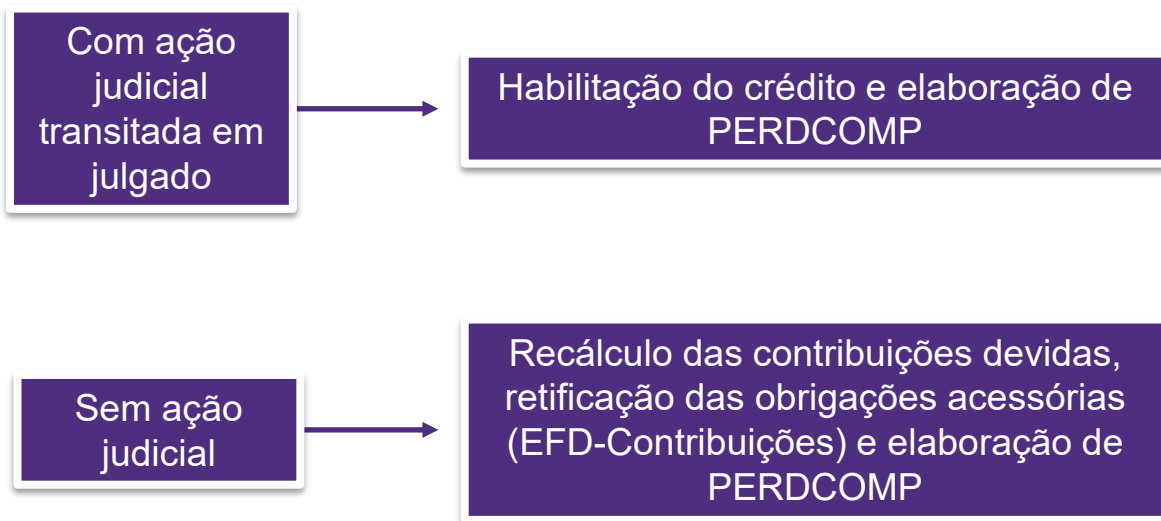 Com ação
judicial
transitada em
julgado
Habilitação do crédito e elaboração de
PERDCOMP
Sem ação
judicial
Recálculo das contribuições devidas,
retificação das obrigações acessórias
(EFD-Contribuições) e elaboração de
PERDCOMP